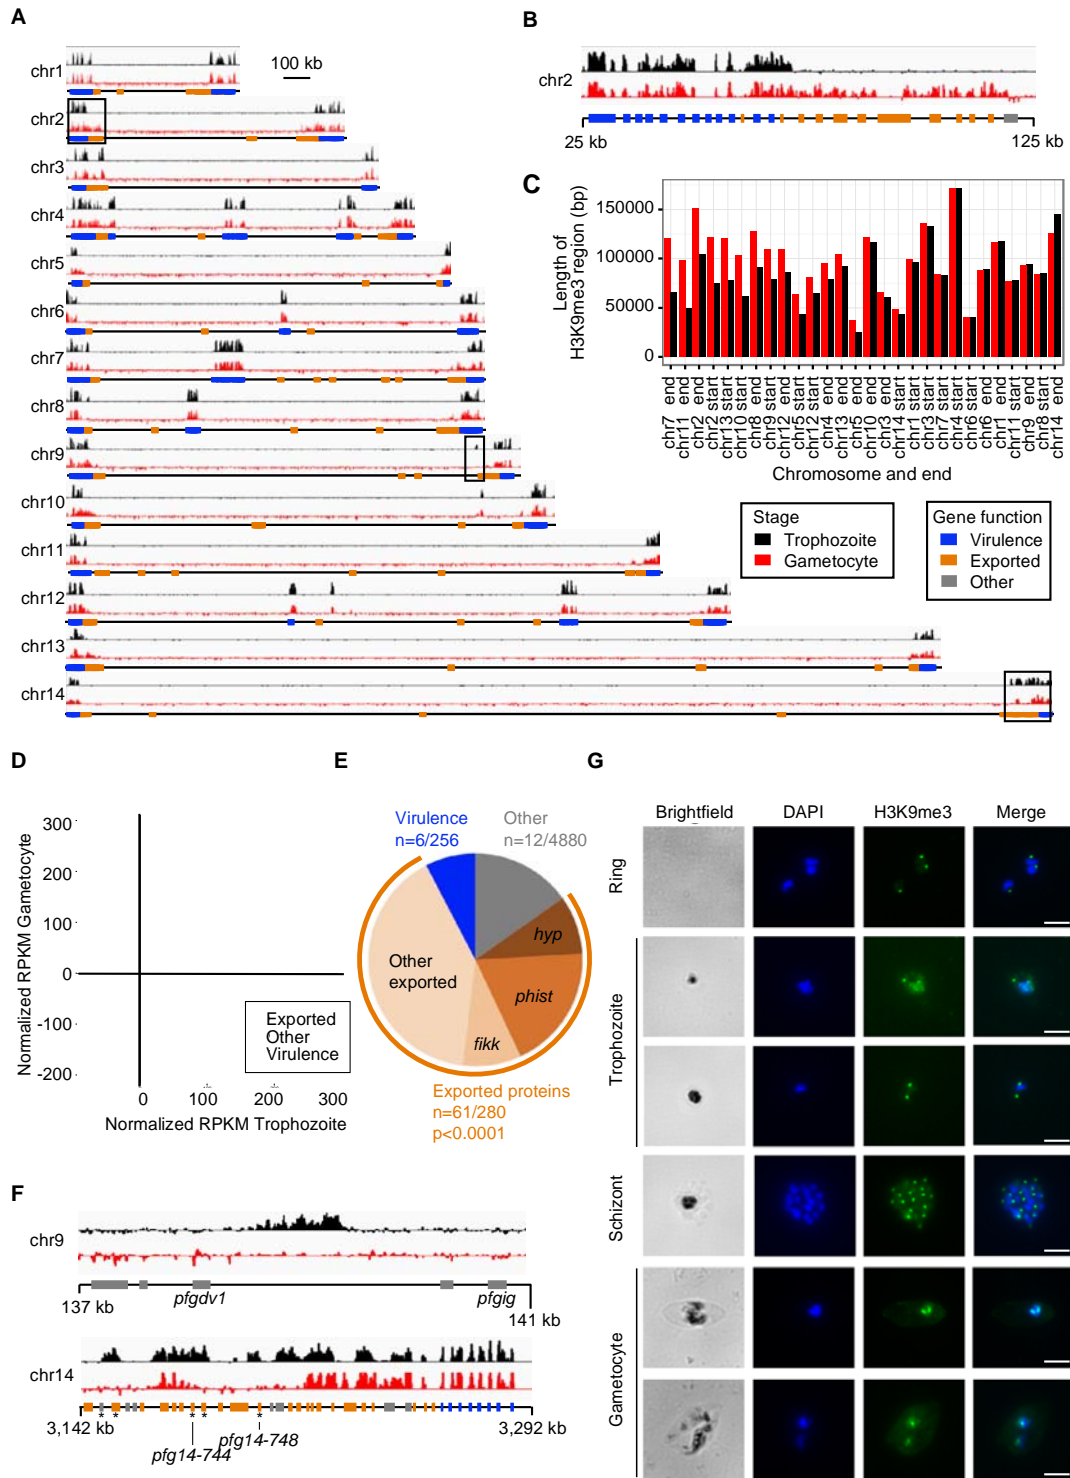 A
100 kb
chr1
chr2
chr3
chr4
chr5
chr6
chr7
chr8
chr9
chr10
chr11
chr12
chr13
chr14
B
chr2
25 kb
125 kb
C
Length of
H3K9me3 region (bp)
150000
100000
50000
0
chr7 end
chr11 end
chr2 end
chr2 start
chr13 start
chr10 start
chr8 end
chr9 start
chr12 end
chr5 start
chr12 start
chr4 end
chr13 end
chr5 end
chr10 end
chr3 end
chr14 start
chr1 start
chr3 start
chr7 start
chr4 start
chr6 start
chr6 end
chr1 end
chr11 start
chr9 end
chr8 start
chr14 end
Chromosome and end
Stage
Trophozoite
Gametocyte
Gene function
Virulence
Exported
Other
D
Normalized RPKM Gametocyte
300
200
100
0
-100
-200
Exported
Other
Virulence
0
100
200
300
Normalized RPKM Trophozoite
E
Virulence
n=6/256
Other
n=12/4880
hyp
phist
fikk
Other
exported
Exported proteins
n=61/280
p<0.0001
F
chr9
pfgdv1
pfgig
137 kb
141 kb
chr14
* * * * *
3,142 kb
3,292 kb
pfg14-748
pfg14-744
G
Brightfield
DAPI
H3K9me3
Merge
Ring
Trophozoite
Schizont
Gametocyte